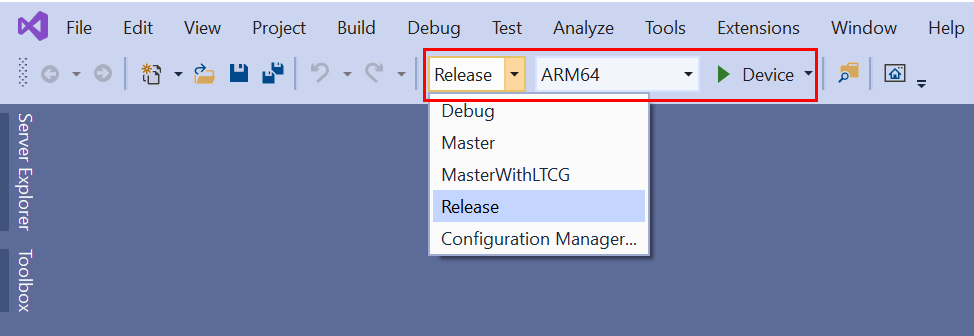 File Edit View Project Build Debug Test Analyze Tools Extensions Window Help
Release ARM64 Device
Debug
Master
MasterWithLTCG
Release
Configuration Manager...
Server Explorer
Toolbox